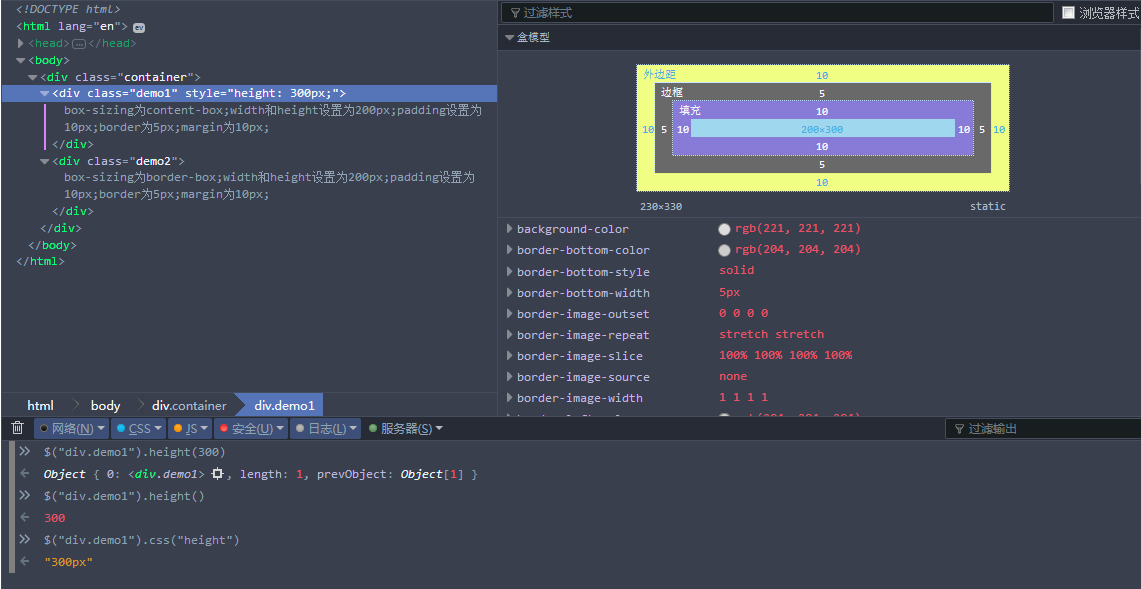 <!DOCTYPE html>
<html lang="en"> ev
<head> … </head>
<body>
<div class="container">
<div class="demo1" style="height: 300px;">
box-sizing为content-box;width和height设置为200px;padding设置为
10px;border为5px;margin为10px;
</div>
<div class="demo2">
box-sizing为border-box;width和height设置为200px;padding设置为
10px;border为5px;margin为10px;
</div>
</div>
</body>
</html>
html body div.container div.demo1
过滤样式 浏览器样式
盒模型
外边距 10
边框 5
填充 10
10 5 10 200×300 10 5 10
10
5
10
230×330 static
background-color rgb(221, 221, 221)
border-bottom-color rgb(204, 204, 204)
border-bottom-style solid
border-bottom-width 5px
border-image-outset 0 0 0 0
border-image-repeat stretch stretch
border-image-slice 100% 100% 100% 100%
border-image-source none
border-image-width 1 1 1 1
网络(N) CSS JS 安全(U) 日志(L) 服务器(S) 过滤输出
$("div.demo1").height(300)
Object { 0: <div.demo1> , length: 1, prevObject: Object[1] }
$("div.demo1").height()
300
$("div.demo1").css("height")
"300px"